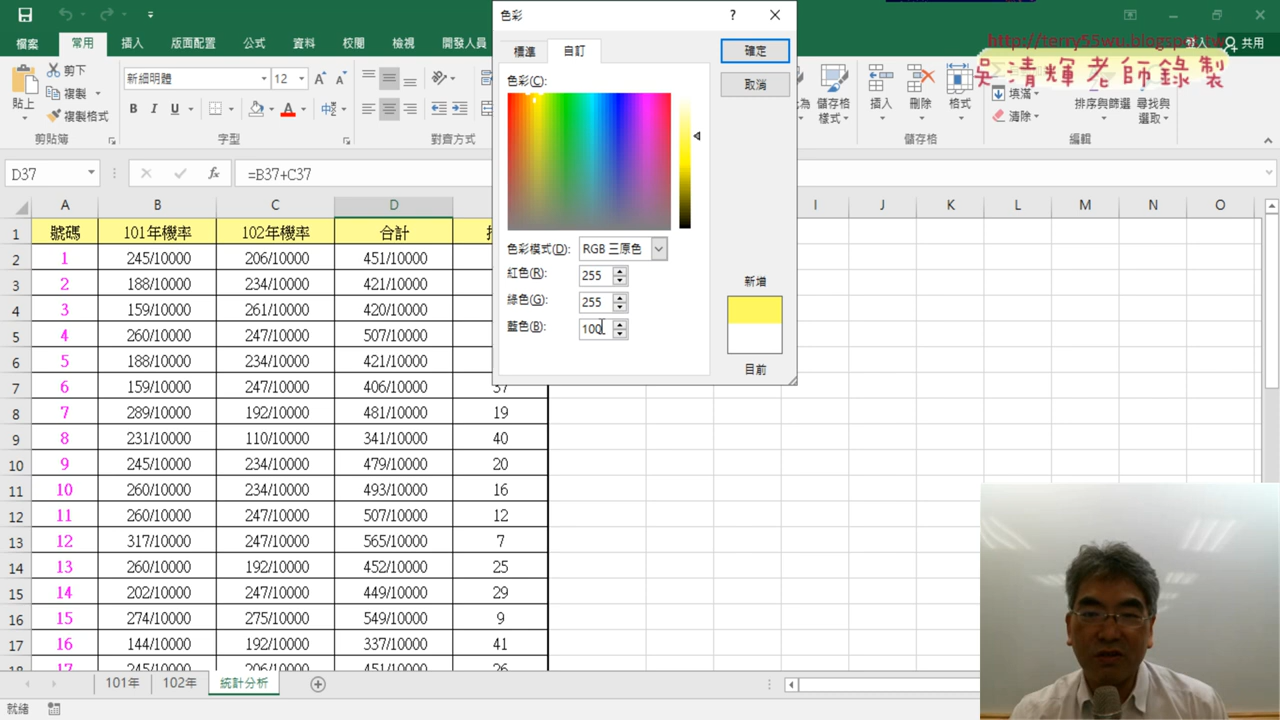 色彩
?
檔案 常用 插入 版面配置 公式 資料 校閱 檢視 開發人員 登入 共用
http://terry55wu.blogspot.tw
吳清輝老師錄製
貼上 剪下 複製 複製格式
新細明體 12
B I U A 中
儲存格樣式 插入 刪除 格式 填滿 清除 排序與篩選 尋找與選取
剪貼簿 字型 對齊方式 儲存格 編輯
D37 fx =B37+C37
標準 自訂 確定
取消
色彩(C):
色彩模式(D): RGB 三原色
紅色(R): 255
綠色(G): 255
藍色(B): 100
新增
目前
A B C D I J K L M N O
1 號碼 101年機率 102年機率 合計
2 1 245/10000 206/10000 451/10000
3 2 188/10000 234/10000 421/10000
4 3 159/10000 261/10000 420/10000
5 4 260/10000 247/10000 507/10000
6 5 188/10000 234/10000 421/10000
7 6 159/10000 247/10000 406/10000 37
8 7 289/10000 192/10000 481/10000 19
9 8 231/10000 110/10000 341/10000 40
10 9 245/10000 234/10000 479/10000 20
11 10 260/10000 234/10000 493/10000 16
12 11 260/10000 247/10000 507/10000 12
13 12 317/10000 247/10000 565/10000 7
14 13 260/10000 192/10000 452/10000 25
15 14 202/10000 247/10000 449/10000 29
16 15 274/10000 275/10000 549/10000 9
17 16 144/10000 192/10000 337/10000 41
18 17 245/10000 206/10000 451/10000 26
101年 102年 統計分析
就緒